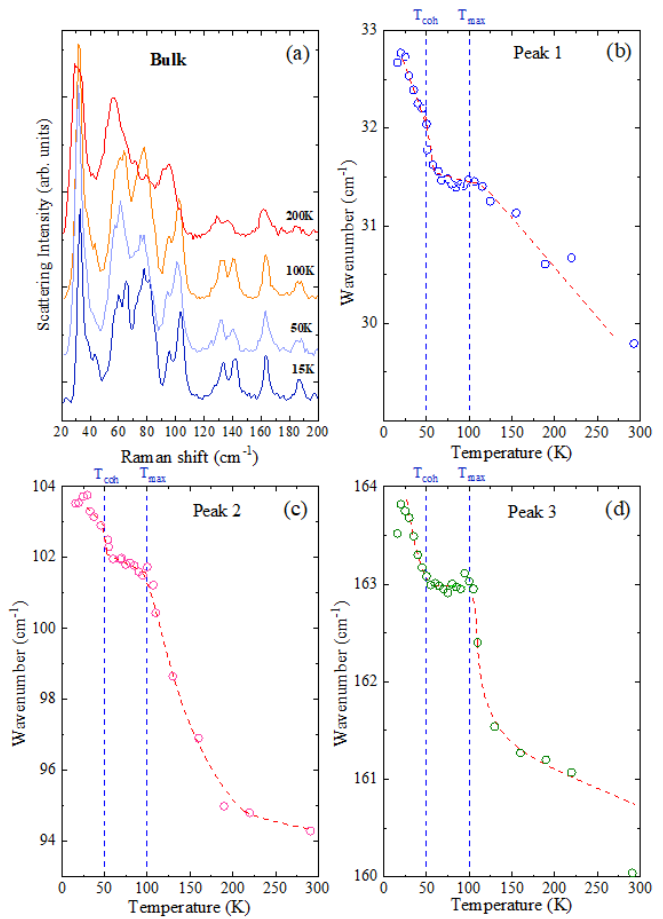 Bulk
(a)
Scattering Intensity (arb. units)
200K
100K
50K
15K
20 40 60 80 100 120 140 160 180 200
Raman shift (cm⁻¹)
T_coh T_max
Peak 1
(b)
Wavenumber (cm⁻¹)
33
32
31
30
0 50 100 150 200 250 300
Temperature (K)
T_coh T_max
Peak 2
(c)
Wavenumber (cm⁻¹)
104
102
100
98
96
94
0 50 100 150 200 250 300
Temperature (K)
T_coh T_max
Peak 3
(d)
Wavenumber (cm⁻¹)
164
163
162
161
160
0 50 100 150 200 250 300
Temperature (K)